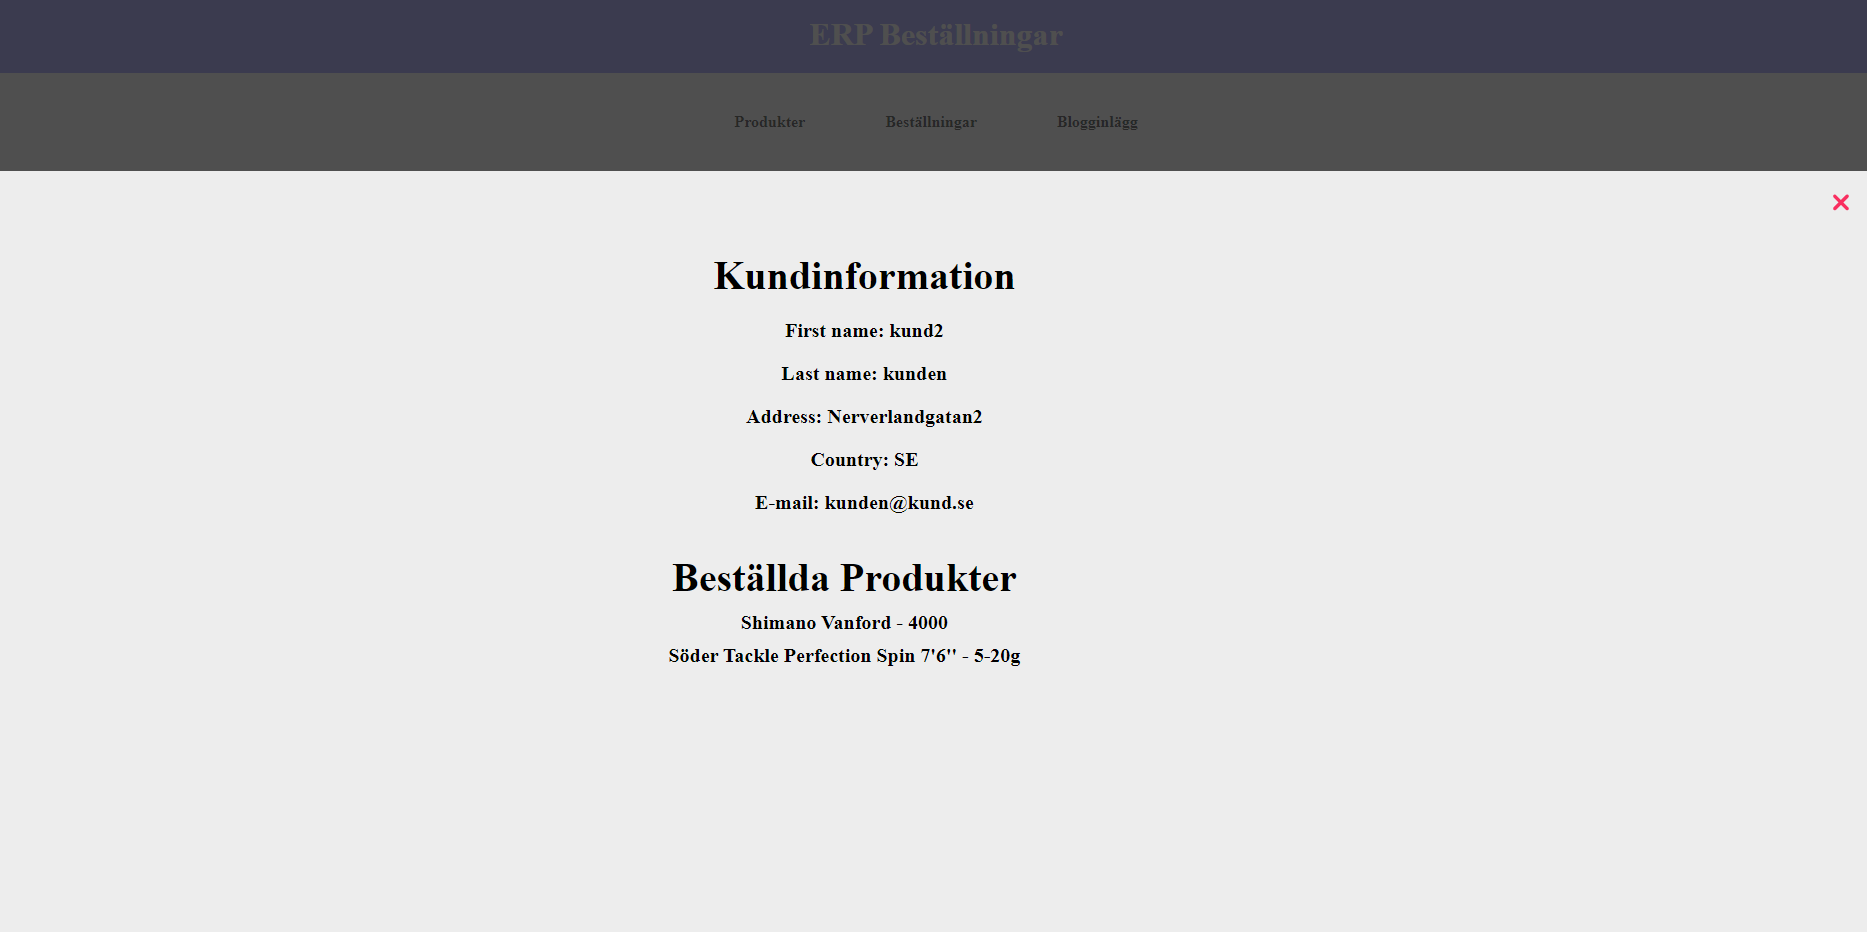 ERP Beställningar
Produkter Beställningar Blogginlägg
Kundinformation
First name: kund2
Last name: kunden
Address: Nerverlandgatan2
Country: SE
E-mail: kunden@kund.se
Beställda Produkter
Shimano Vanford - 4000
Söder Tackle Perfection Spin 7'6'' - 5-20g